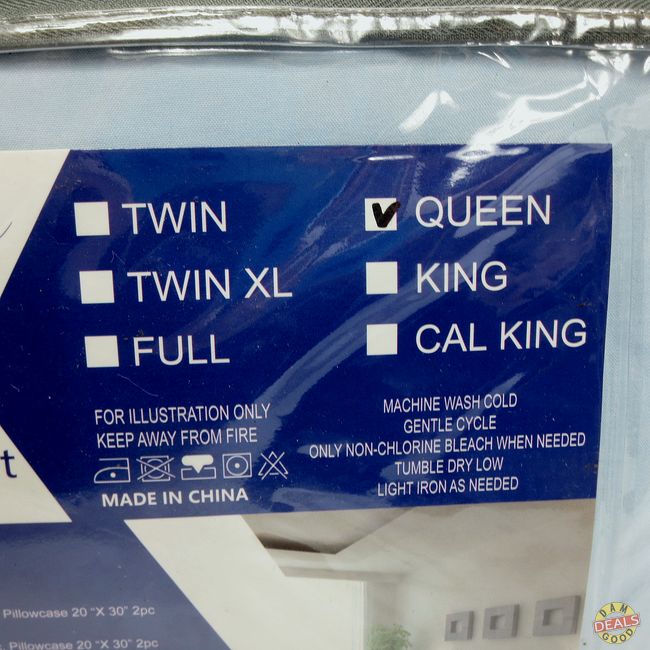 TWIN
QUEEN
TWIN XL
KING
FULL
CAL KING
FOR ILLUSTRATION ONLY
KEEP AWAY FROM FIRE
MADE IN CHINA
MACHINE WASH COLD
GENTLE CYCLE
ONLY NON-CHLORINE BLEACH WHEN NEEDED
TUMBLE DRY LOW
LIGHT IRON AS NEEDED
t
Pillowcase 20 "X 30" 2pc
: Pillowcase 20 "X 30" 2pc
DAM
DEALS
GOOD